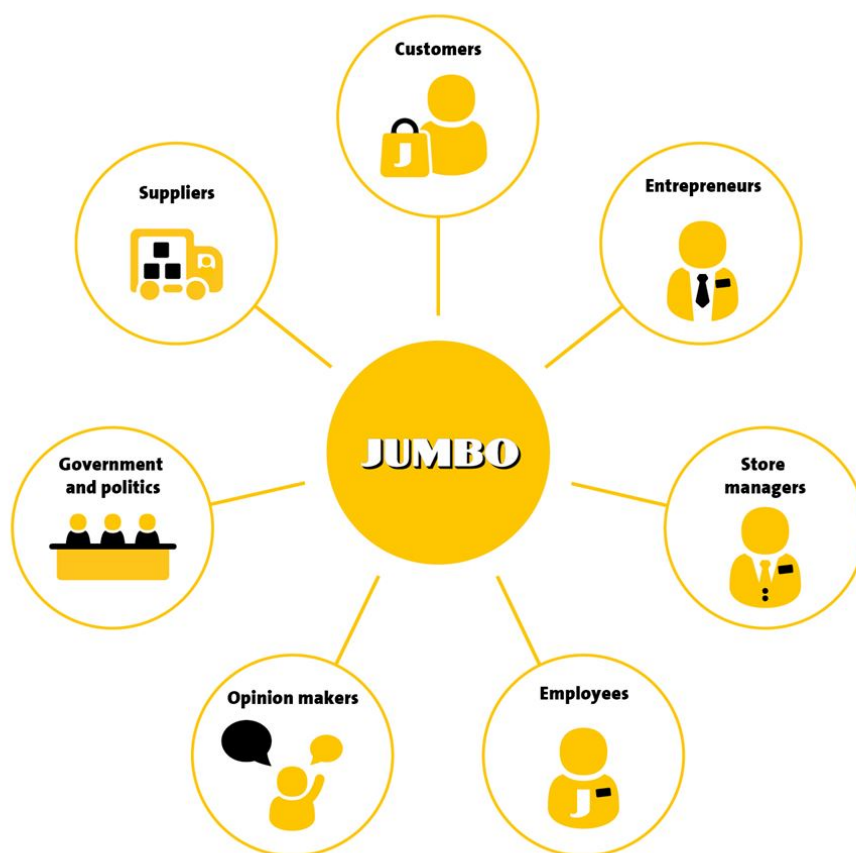 Customers
J
Suppliers
Entrepreneurs
JUMBO
Government
and politics
Store
managers
Opinion makers
Employees
J